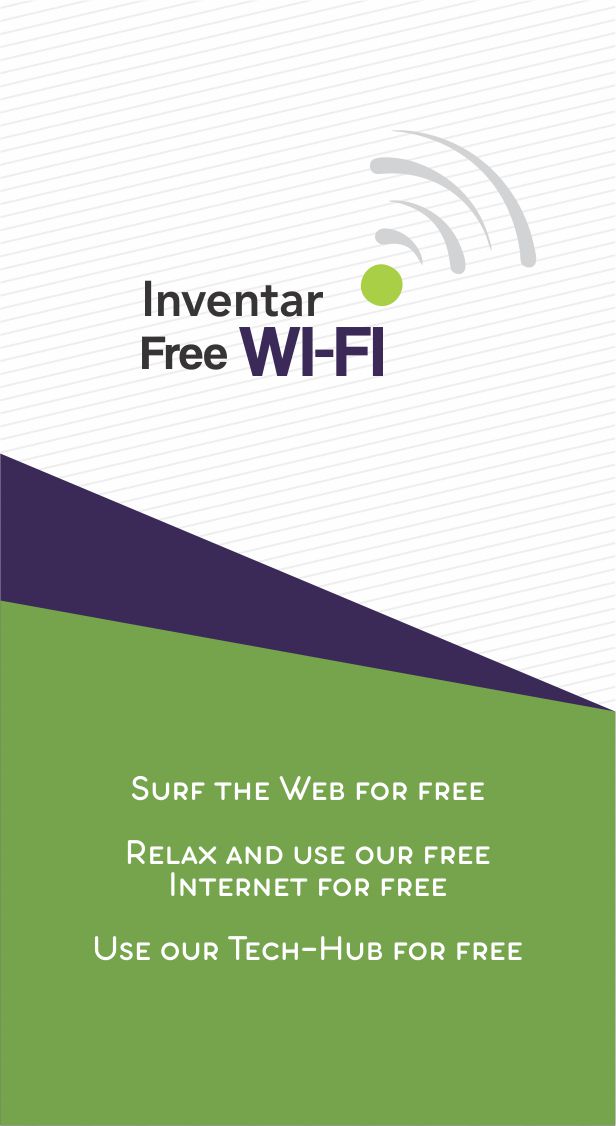 Inventar
Free WI-FI
Surf the Web for free
Relax and use our free
Internet for free
Use our Tech-Hub for free